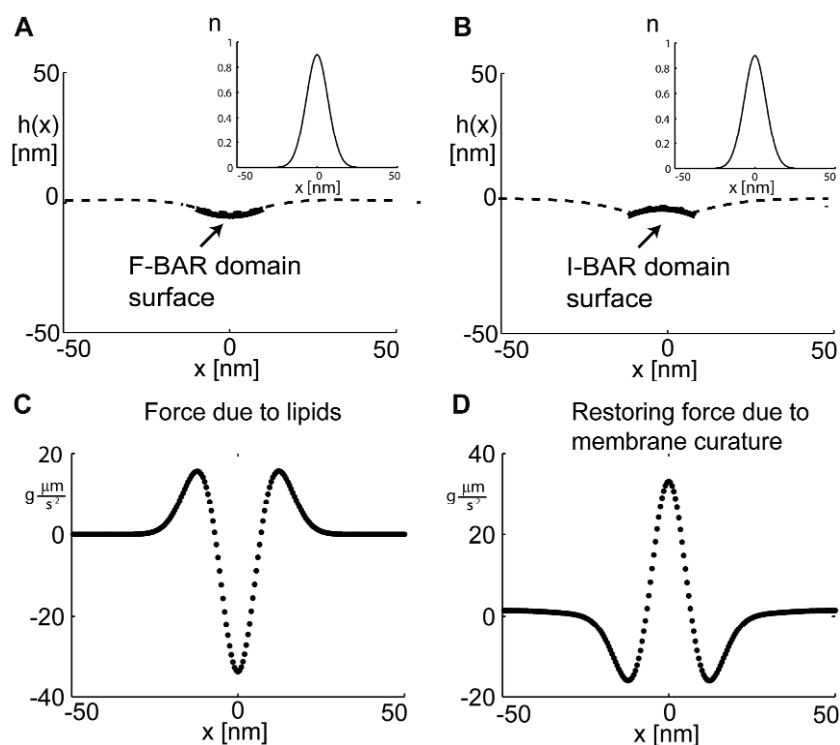 A
n
1
0.8
0.6
0.4
0.2
0
-50
0
50
x [nm]
50
h(x)
[nm]
0
-50
F-BAR domain
surface
-50
0
50
x [nm]
B
n
1
0.8
0.6
0.4
0.2
0
-50
0
50
x [nm]
50
h(x)
[nm]
0
-50
I-BAR domain
surface
-50
0
50
x [nm]
C
Force due to lipids
20
g μm/s²
0
-20
-40
-50
0
50
x [nm]
D
Restoring force due to
membrane curature
40
g μm/s²
20
0
-20
-50
0
50
x [nm]